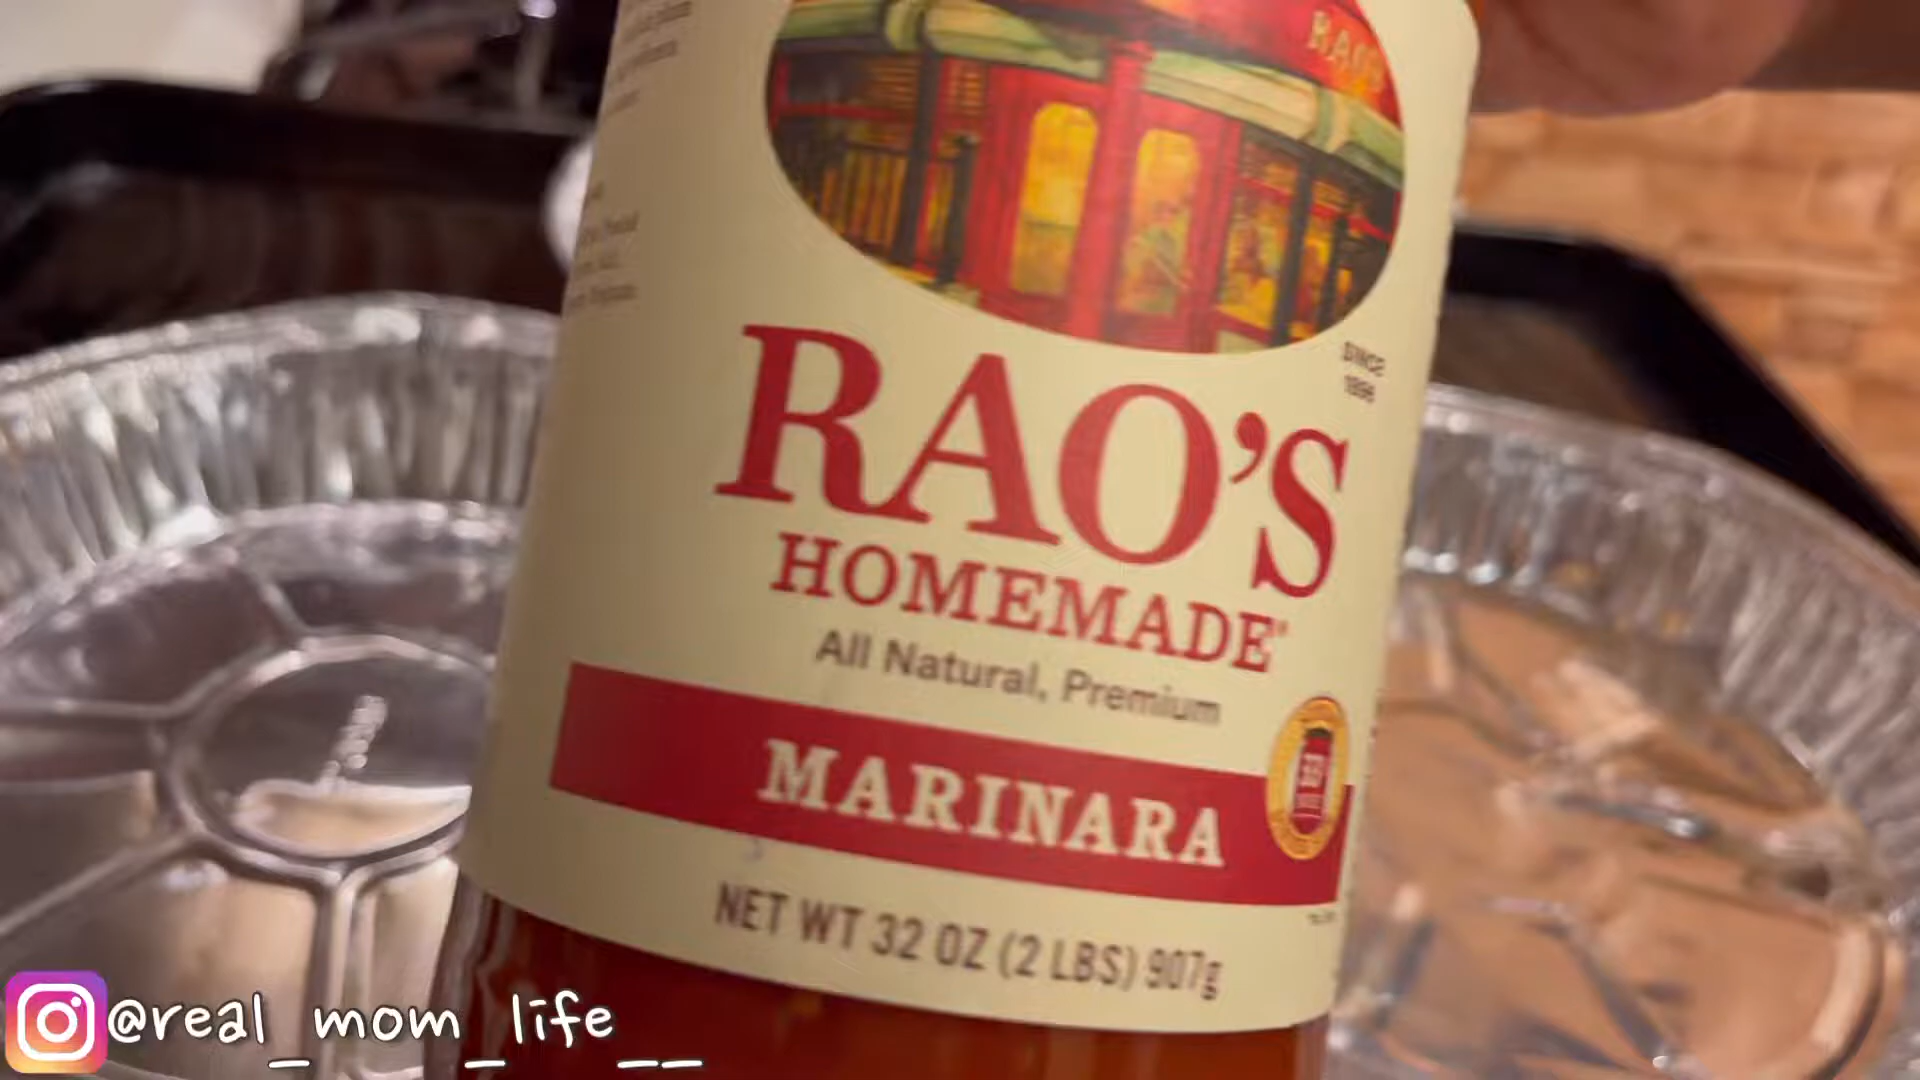 RAO'S
RAO'S
SINCE
1896
HOMEMADE
All Natural, Premium
MARINARA
NET WT 32 OZ (2 LBS) 907g
@real_mom_life__